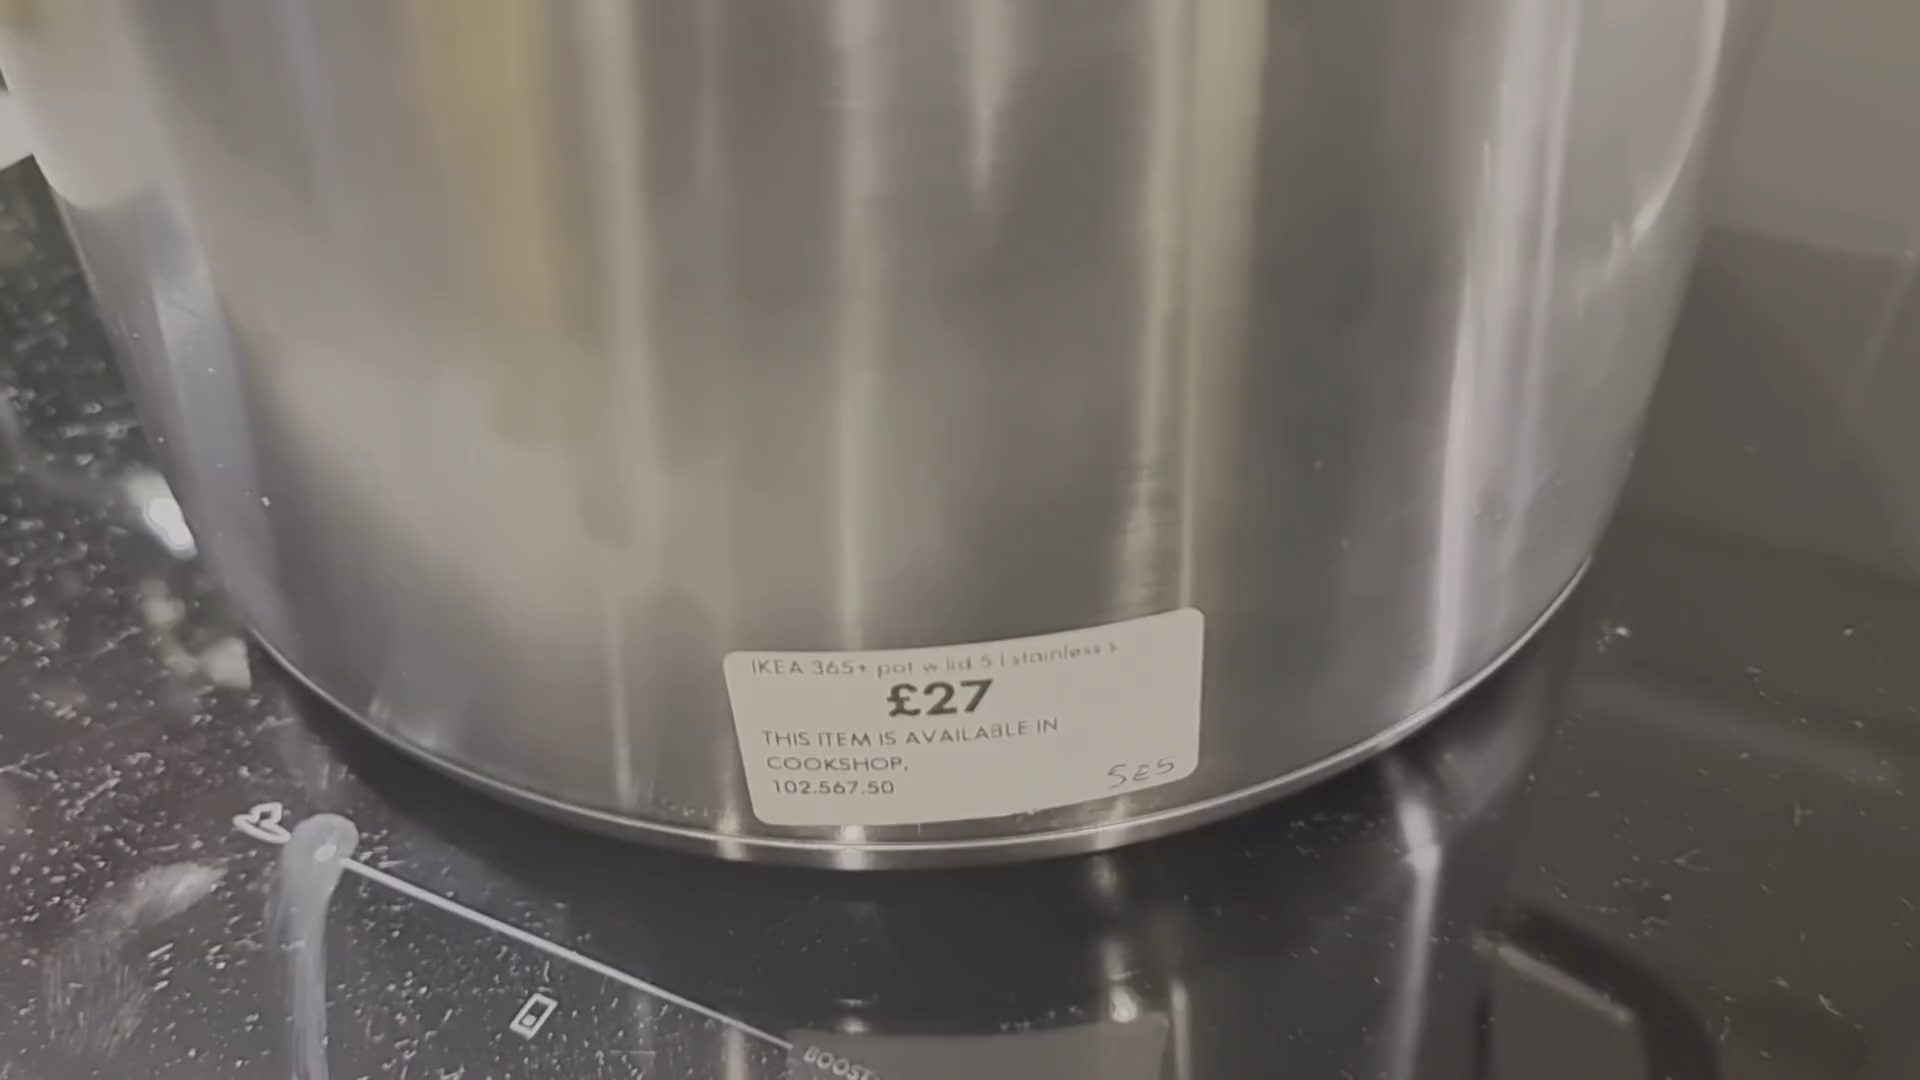 IKEA 365+ pot w lid 5 l stainless s
£27
THIS ITEM IS AVAILABLE IN
COOKSHOP,
102.567.50
SES
BOOST